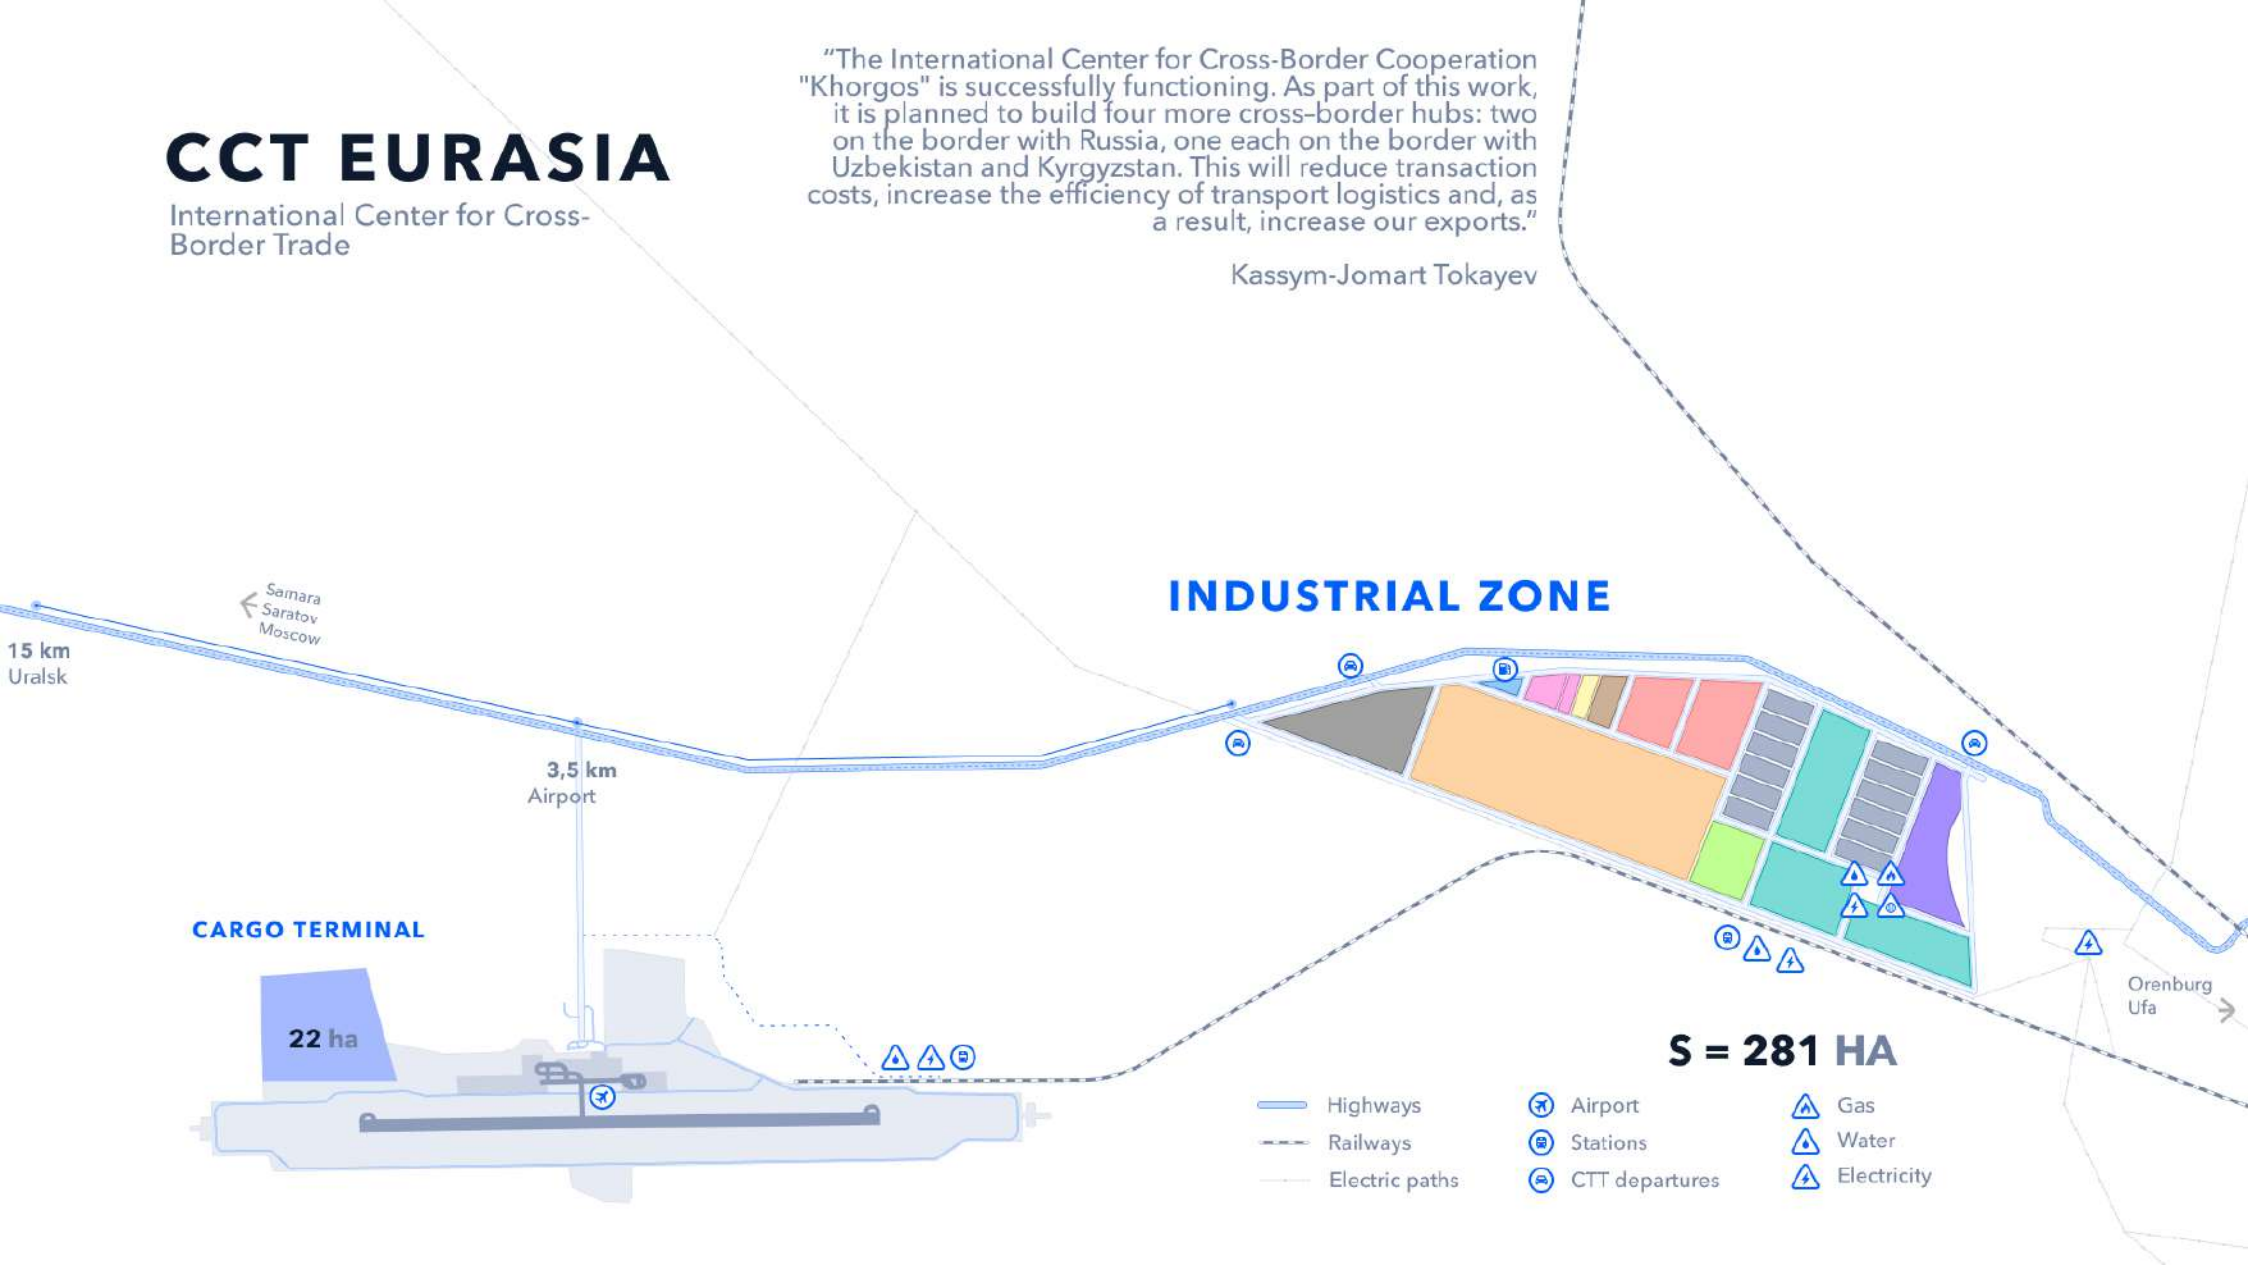 “The International Center for Cross-Border Cooperation
"Khorgos" is successfully functioning. As part of this work,
it is planned to build four more cross–border hubs: two
on the border with Russia, one each on the border with
Uzbekistan and Kyrgyzstan. This will reduce transaction
costs, increase the efficiency of transport logistics and, as
a result, increase our exports.“
Kassym-Jomart Tokayev
CCT EURASIA
International Center for Cross-
Border Trade
INDUSTRIAL ZONE
Samara
Saratov
Moscow
15 km
Uralsk
3,5 km
Airport
CARGO TERMINAL
22 ha
Orenburg
Ufa
S = 281 HA
Highways
Railways
Electric paths
Airport
Stations
CTT departures
Gas
Water
Electricity